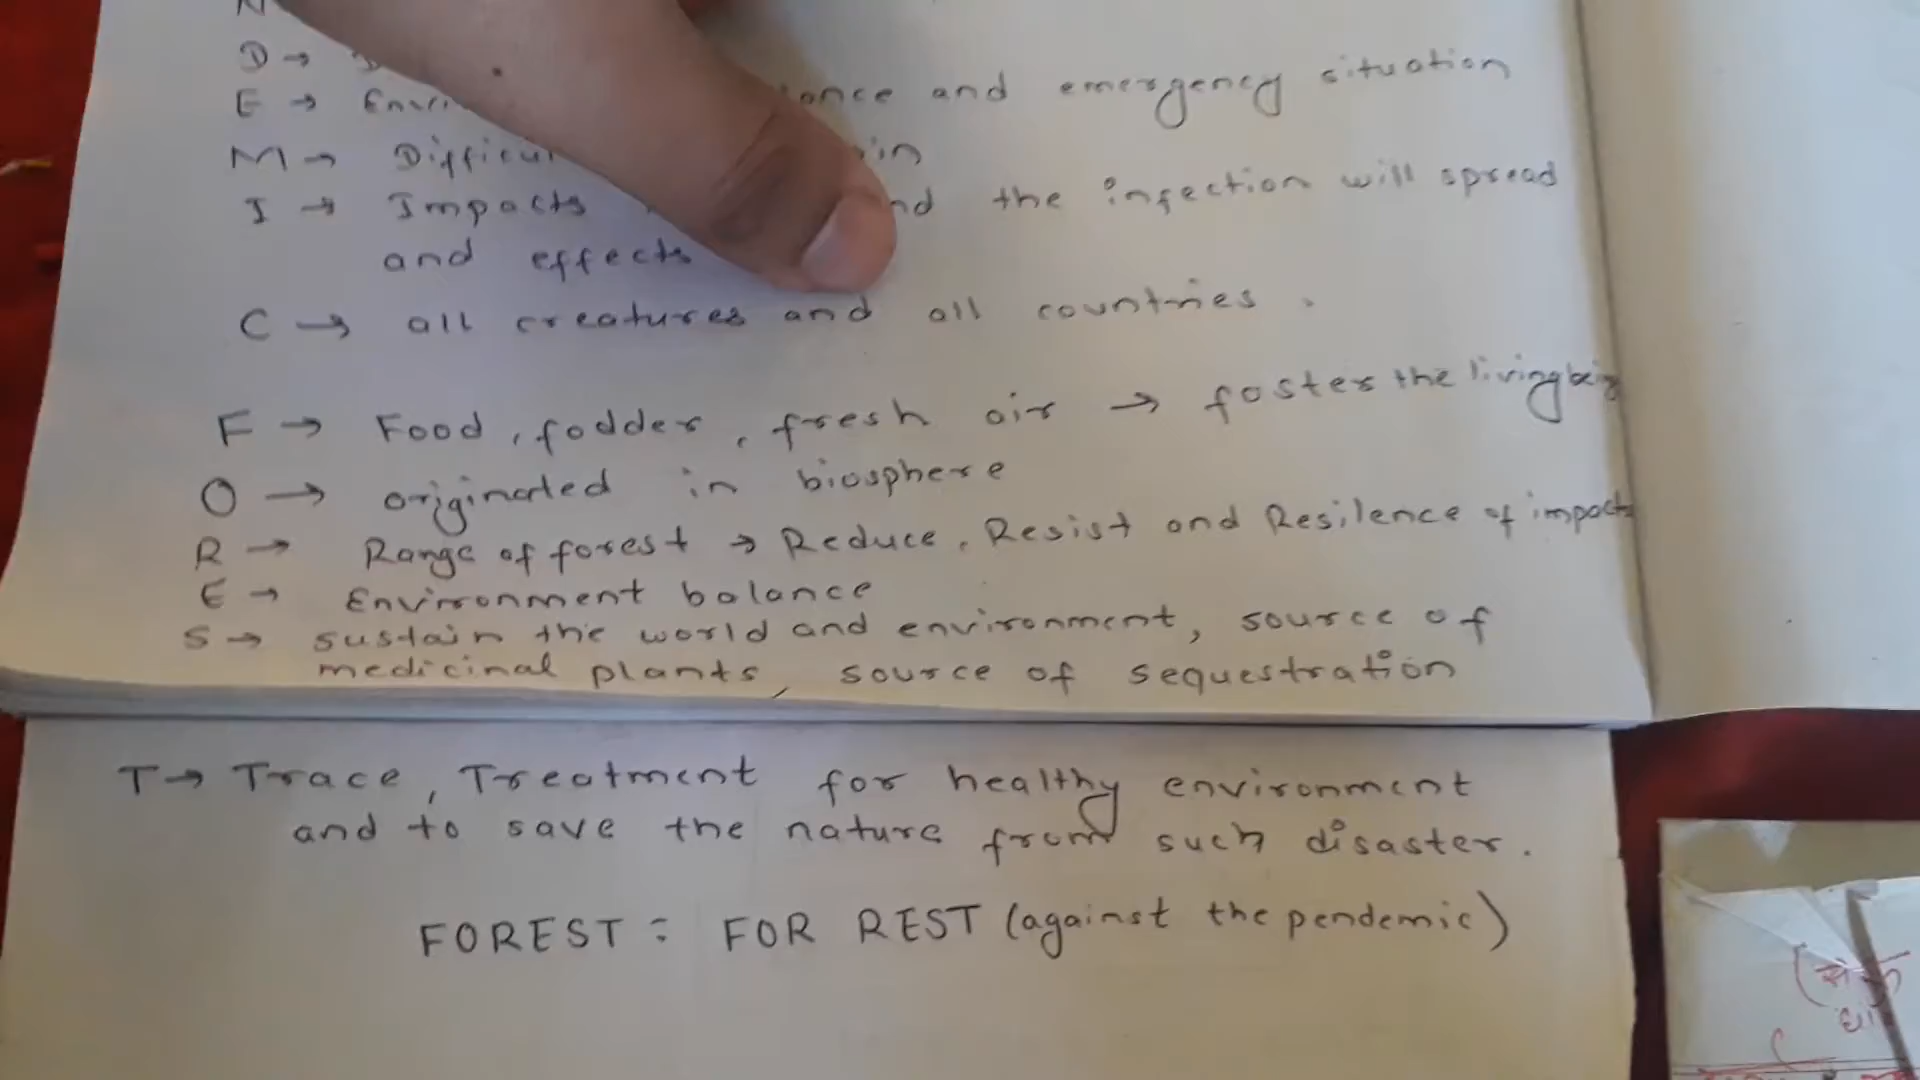 N
D →
E → ance and emergency situation
M → in
I → Impacts the infection will spread
and effects
C → all creatures and all countries.
F → Food, fodder, fresh air → foster the living
O → originated in biosphere
R → Range of forest → Reduce, Resist and Resilence of impacts
E → Environment balance
S → sustain the world and environment, source of
medicinal plants, source of sequestration
T → Trace, Treatment for healthy environment
and to save the nature from such disaster.
FOREST = FOR REST (against the pendemic)